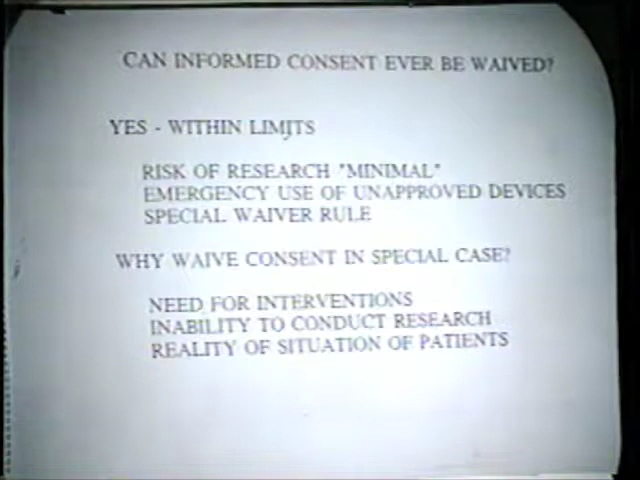 CAN INFORMED CONSENT EVER BE WAIVED?
YES - WITHIN LIMITS
RISK OF RESEARCH "MINIMAL"
EMERGENCY USE OF UNAPPROVED DEVICES
SPECIAL WAIVER RULE
WHY WAIVE CONSENT IN SPECIAL CASE?
NEED FOR INTERVENTIONS
INABILITY TO CONDUCT RESEARCH
REALITY OF SITUATION OF PATIENTS